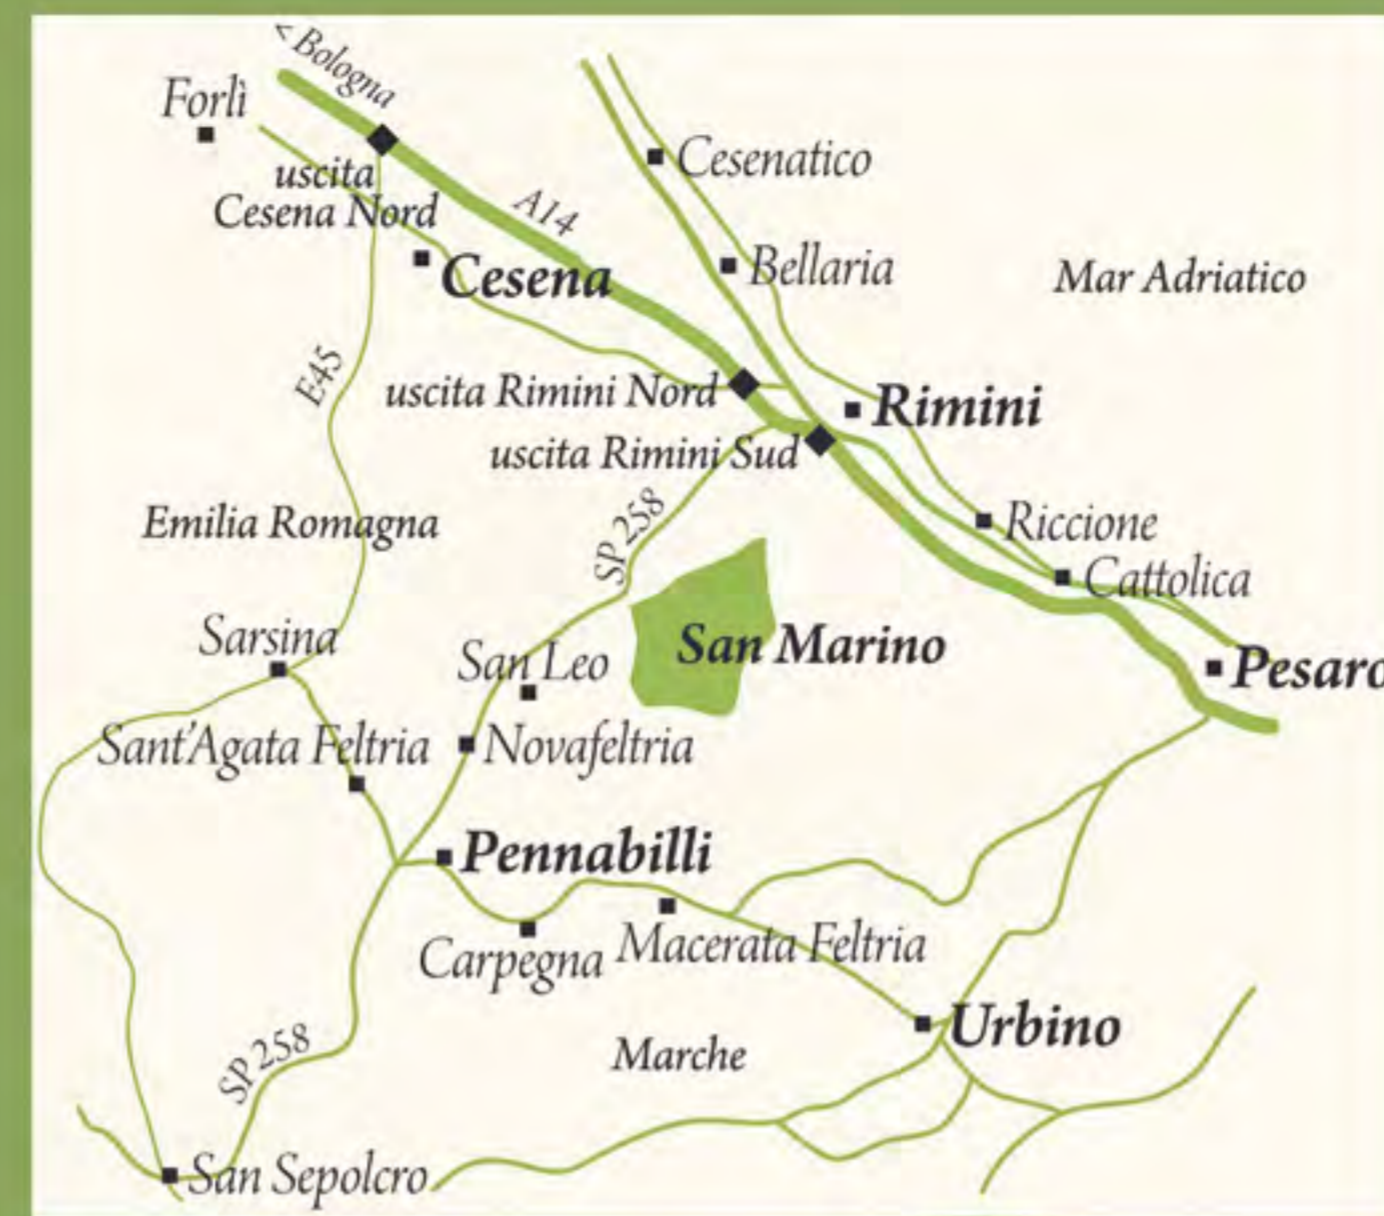 < Bologna
Forlì
Cesenatico
uscita
Cesena Nord
A14
Cesena
Bellaria
Mar Adriatico
E45
uscita Rimini Nord
Rimini
uscita Rimini Sud
SP 258
Emilia Romagna
Riccione
Cattolica
Sarsina
San Leo
San Marino
Pesaro
Sant'Agata Feltria
Novafeltria
Pennabilli
Carpegna
Macerata Feltria
Urbino
Marche
SP 258
San Sepolcro